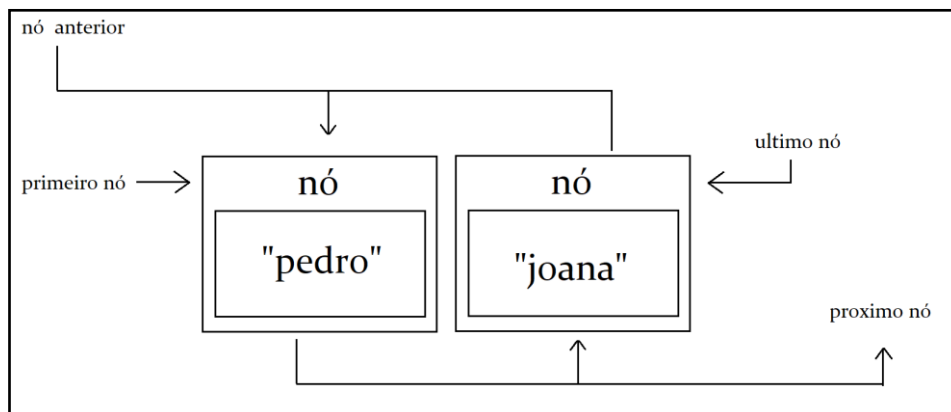 nó anterior
ultimo nó
primeiro nó
nó
nó
"pedro"
"joana"
proximo nó